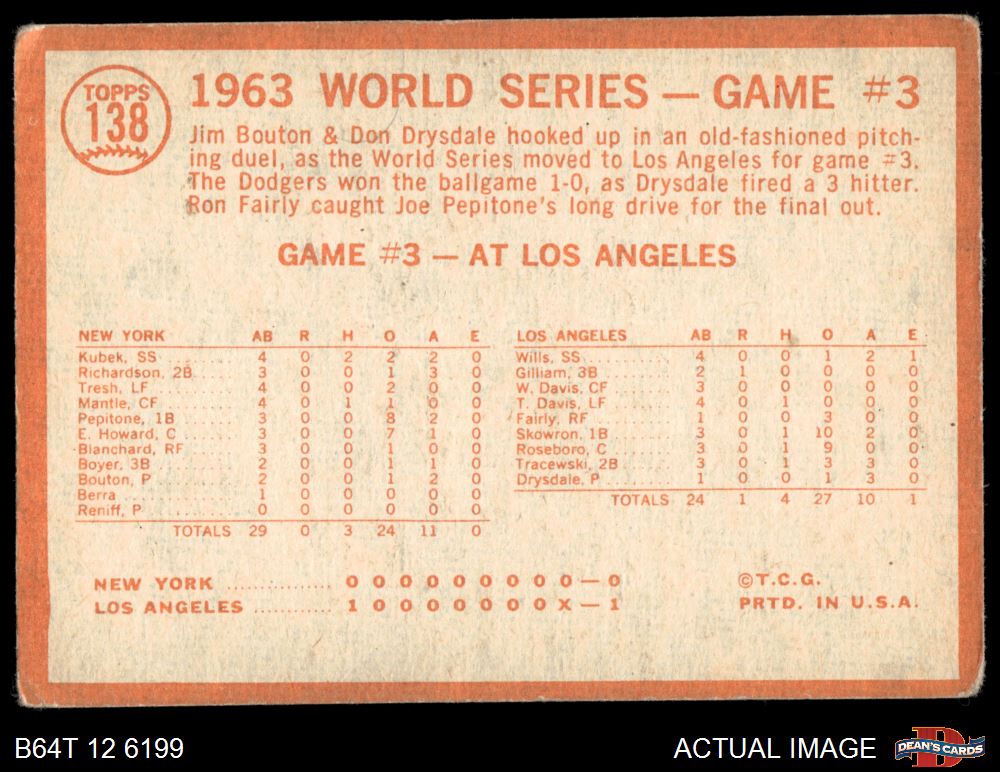 TOPPS
138
1963 WORLD SERIES — GAME #3
Jim Bouton & Don Drysdale hooked up in an old-fashioned pitch-
ing duel, as the World Series moved to Los Angeles for game #3.
The Dodgers won the ballgame 1-0, as Drysdale fired a 3 hitter.
Ron Fairly caught Joe Pepitone's long drive for the final out.
GAME #3 — AT LOS ANGELES
NEW YORK AB R H O A E
Kubek, SS 4 0 2 2 2 0
Richardson, 2B 3 0 0 1 3 0
Tresh, LF 4 0 0 2 0 0
Mantle, CF 4 0 1 1 0 0
Pepitone, 1B 3 0 0 8 2 0
E. Howard, C 3 0 0 7 1 0
Blanchard, RF 3 0 0 1 0 0
Boyer, 3B 2 0 0 1 1 0
Bouton, P 2 0 0 1 2 0
Berra 1 0 0 0 0 0
Reniff, P 0 0 0 0 0 0
TOTALS 29 0 3 24 11 0
LOS ANGELES AB R H O A E
Wills, SS 4 0 0 1 2 1
Gilliam, 3B 2 1 0 0 0 0
W. Davis, CF 3 0 0 0 0 0
T. Davis, LF 4 0 1 0 0 0
Fairly, RF 1 0 0 3 0 0
Skowron, 1B 3 0 1 10 2 0
Roseboro, C 3 0 1 9 0 0
Tracewski, 2B 3 0 1 3 3 0
Drysdale, P 1 0 0 1 3 0
TOTALS 24 1 4 27 10 1
NEW YORK 0 0 0 0 0 0 0 0 0 — 0
LOS ANGELES 1 0 0 0 0 0 0 0 X — 1
©T.C.G.
PRTD. IN U.S.A.
B64T 12 6199
ACTUAL IMAGE
D
DEAN'S CARDS